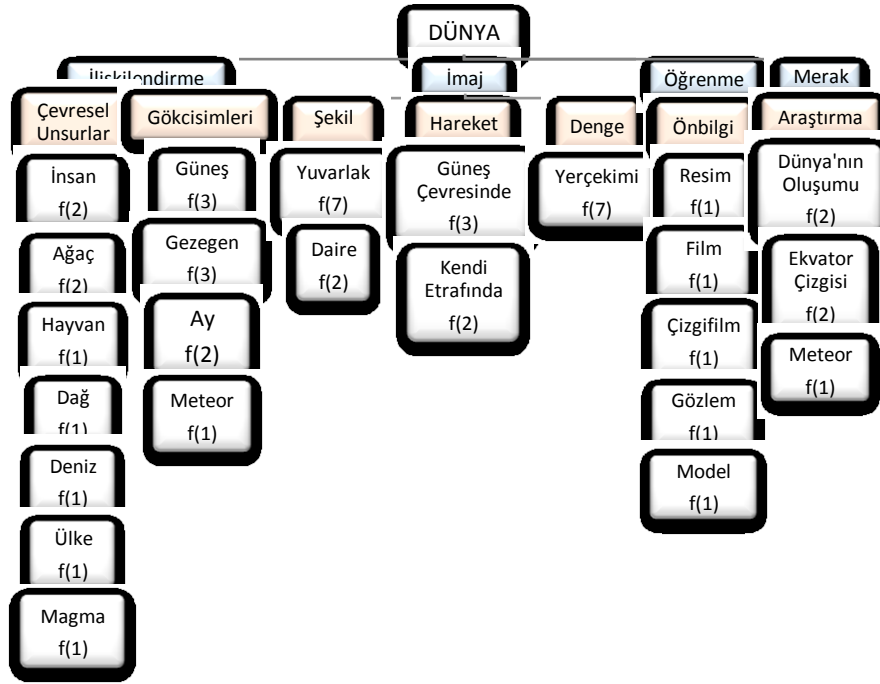 DÜNYA
İlişkilendirme
İmaj
Öğrenme
Merak
Çevresel
Unsurlar
Gökcisimleri
Şekil
Hareket
Denge
Önbilgi
Araştırma
İnsan
f(2)
Ağaç
f(2)
Hayvan
f(1)
Dağ
f(1)
Deniz
f(1)
Ülke
f(1)
Magma
f(1)
Güneş
f(3)
Gezegen
f(3)
Ay
f(2)
Meteor
f(1)
Yuvarlak
f(7)
Daire
f(2)
Güneş
Çevresinde
f(3)
Kendi
Etrafında
f(2)
Yerçekimi
f(7)
Resim
f(1)
Film
f(1)
Çizgifilm
f(1)
Gözlem
f(1)
Model
f(1)
Dünya'nın
Oluşumu
f(2)
Ekvator
Çizgisi
f(2)
Meteor
f(1)